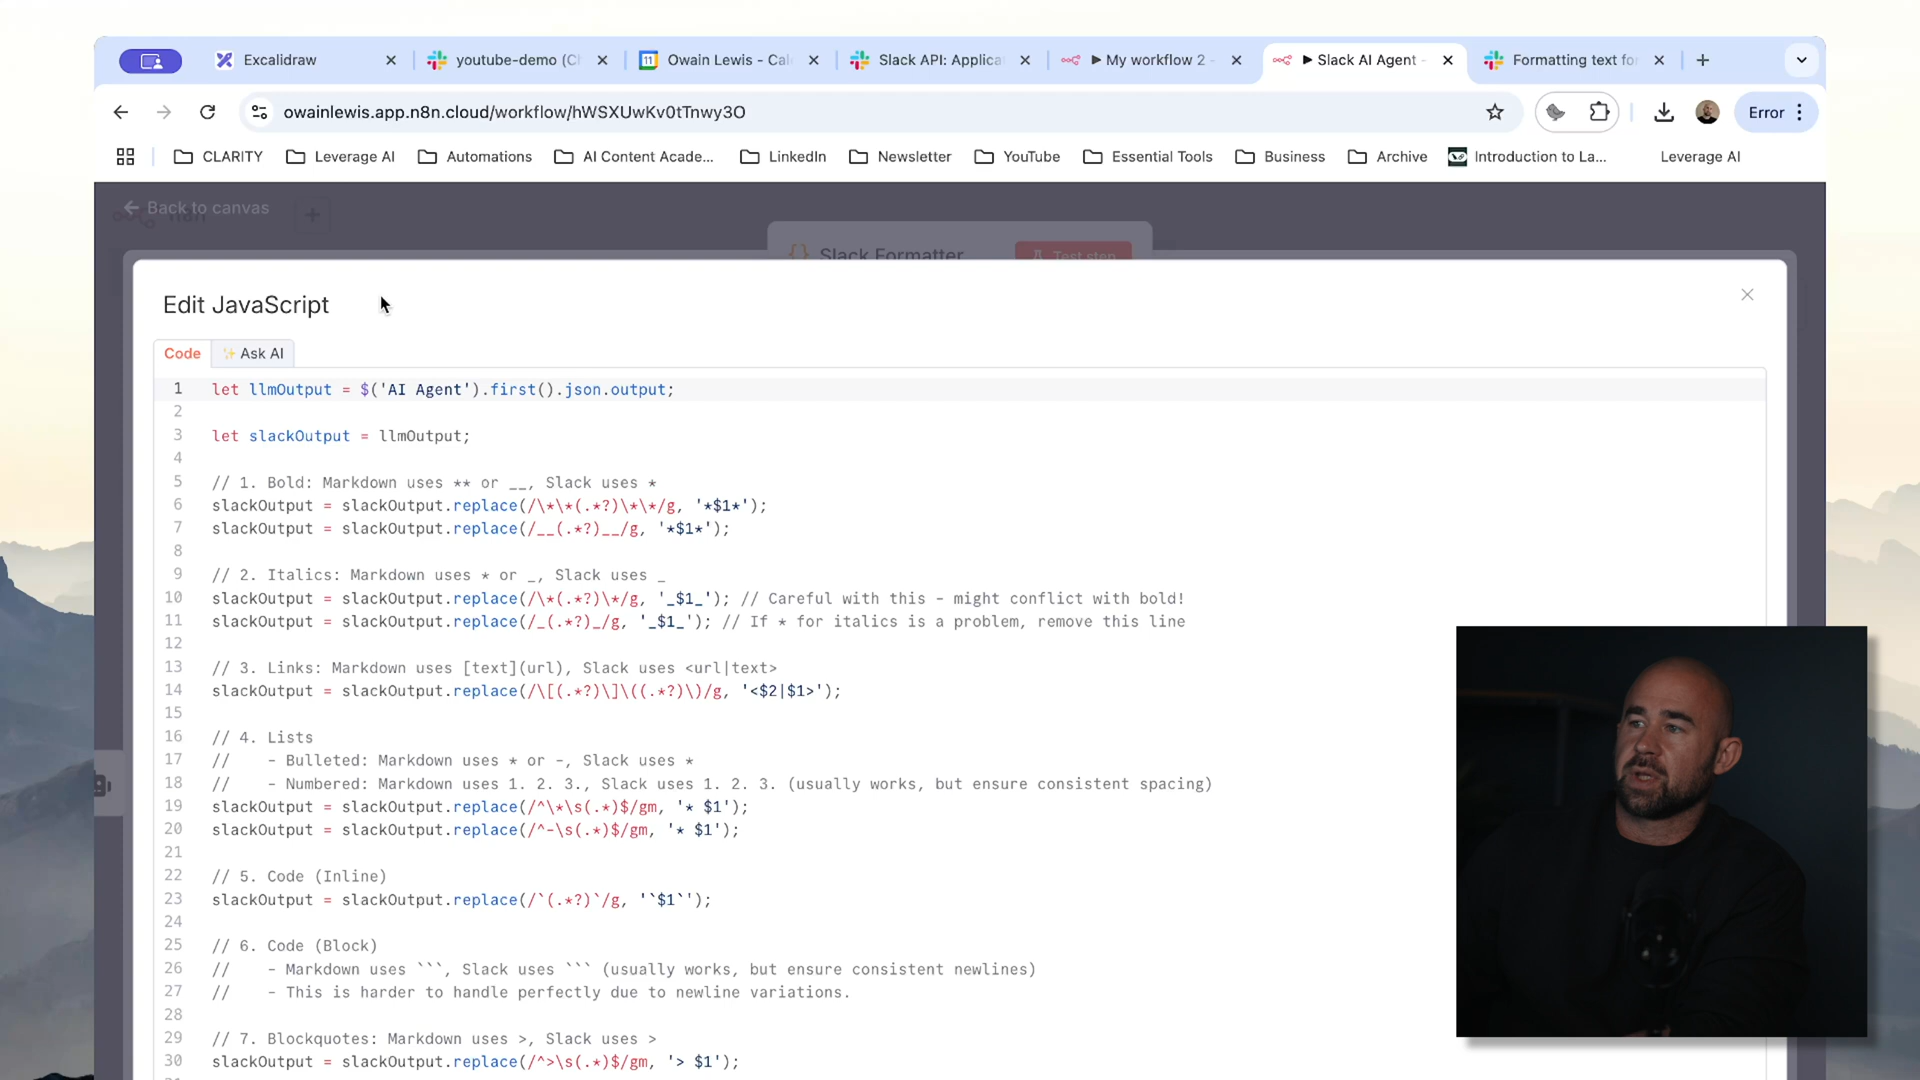 Excalidraw
youtube-demo (C
Owain Lewis - Cal
Slack API: Applica
▶ My workflow 2 -
▶ Slack AI Agent -
Formatting text fo
owainlewis.app.n8n.cloud/workflow/hWSXUwKv0tTnwy3O
Error
CLARITY
Leverage AI
Automations
AI Content Acade...
LinkedIn
Newsletter
YouTube
Essential Tools
Business
Archive
Introduction to La...
Leverage AI
Back to canvas
Slack Formatter
Test step
Edit JavaScript
Code
Ask AI
1 let llmOutput = $('AI Agent').first().json.output;
2
3 let slackOutput = llmOutput;
4
5 // 1. Bold: Markdown uses ** or __, Slack uses *
6 slackOutput = slackOutput.replace(/\*\*(.*?)\*\*/g, '*$1*');
7 slackOutput = slackOutput.replace(/__(.*?)__/g, '*$1*');
8
9 // 2. Italics: Markdown uses * or _, Slack uses _
10 slackOutput = slackOutput.replace(/\*(.*?)\*/g, '_$1_'); // Careful with this - might conflict with bold!
11 slackOutput = slackOutput.replace(/_(.*?)_/g, '_$1_'); // If * for italics is a problem, remove this line
12
13 // 3. Links: Markdown uses [text](url), Slack uses <url|text>
14 slackOutput = slackOutput.replace(/\[(.*?)\]\((.*?)\)/g, '<$2|$1>');
15
16 // 4. Lists
17 //    - Bulleted: Markdown uses * or -, Slack uses *
18 //    - Numbered: Markdown uses 1. 2. 3., Slack uses 1. 2. 3. (usually works, but ensure consistent spacing)
19 slackOutput = slackOutput.replace(/^\*\s(.*)$/gm, '* $1');
20 slackOutput = slackOutput.replace(/^-\s(.*)$/gm, '* $1');
21
22 // 5. Code (Inline)
23 slackOutput = slackOutput.replace(/`(.*?)`/g, '`$1`');
24
25 // 6. Code (Block)
26 //    - Markdown uses ```, Slack uses ``` (usually works, but ensure consistent newlines)
27 //    - This is harder to handle perfectly due to newline variations.
28
29 // 7. Blockquotes: Markdown uses >, Slack uses >
30 slackOutput = slackOutput.replace(/^>\s(.*)$/gm, '> $1');